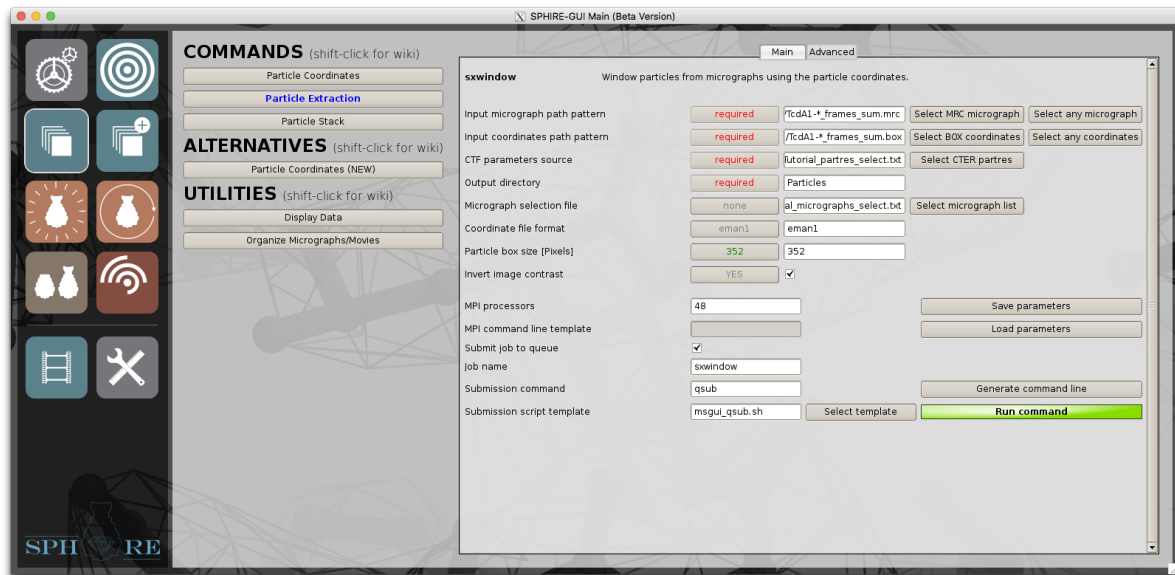 SPHIRE-GUI Main (Beta Version)
COMMANDS (shift-click for wiki)
Particle Coordinates
Particle Extraction
Particle Stack
ALTERNATIVES (shift-click for wiki)
Particle Coordinates (NEW)
UTILITIES (shift-click for wiki)
Display Data
Organize Micrographs/Movies
SPH RE
Main Advanced
sxwindow Window particles from micrographs using the particle coordinates.
Input micrograph path pattern required /TcdA1-*_frames_sum.mrc Select MRC micrograph Select any micrograph
Input coordinates path pattern required /TcdA1-*_frames_sum.box Select BOX coordinates Select any coordinates
CTF parameters source required Tutorial_partres_select.txt Select CTER partres
Output directory required Particles
Micrograph selection file none al_micrographs_select.txt Select micrograph list
Coordinate file format eman1 eman1
Particle box size [Pixels] 352 352
Invert image contrast YES
MPI processors 48 Save parameters
MPI command line template Load parameters
Submit job to queue
Job name sxwindow
Submission command qsub Generate command line
Submission script template msgui_qsub.sh Select template Run command